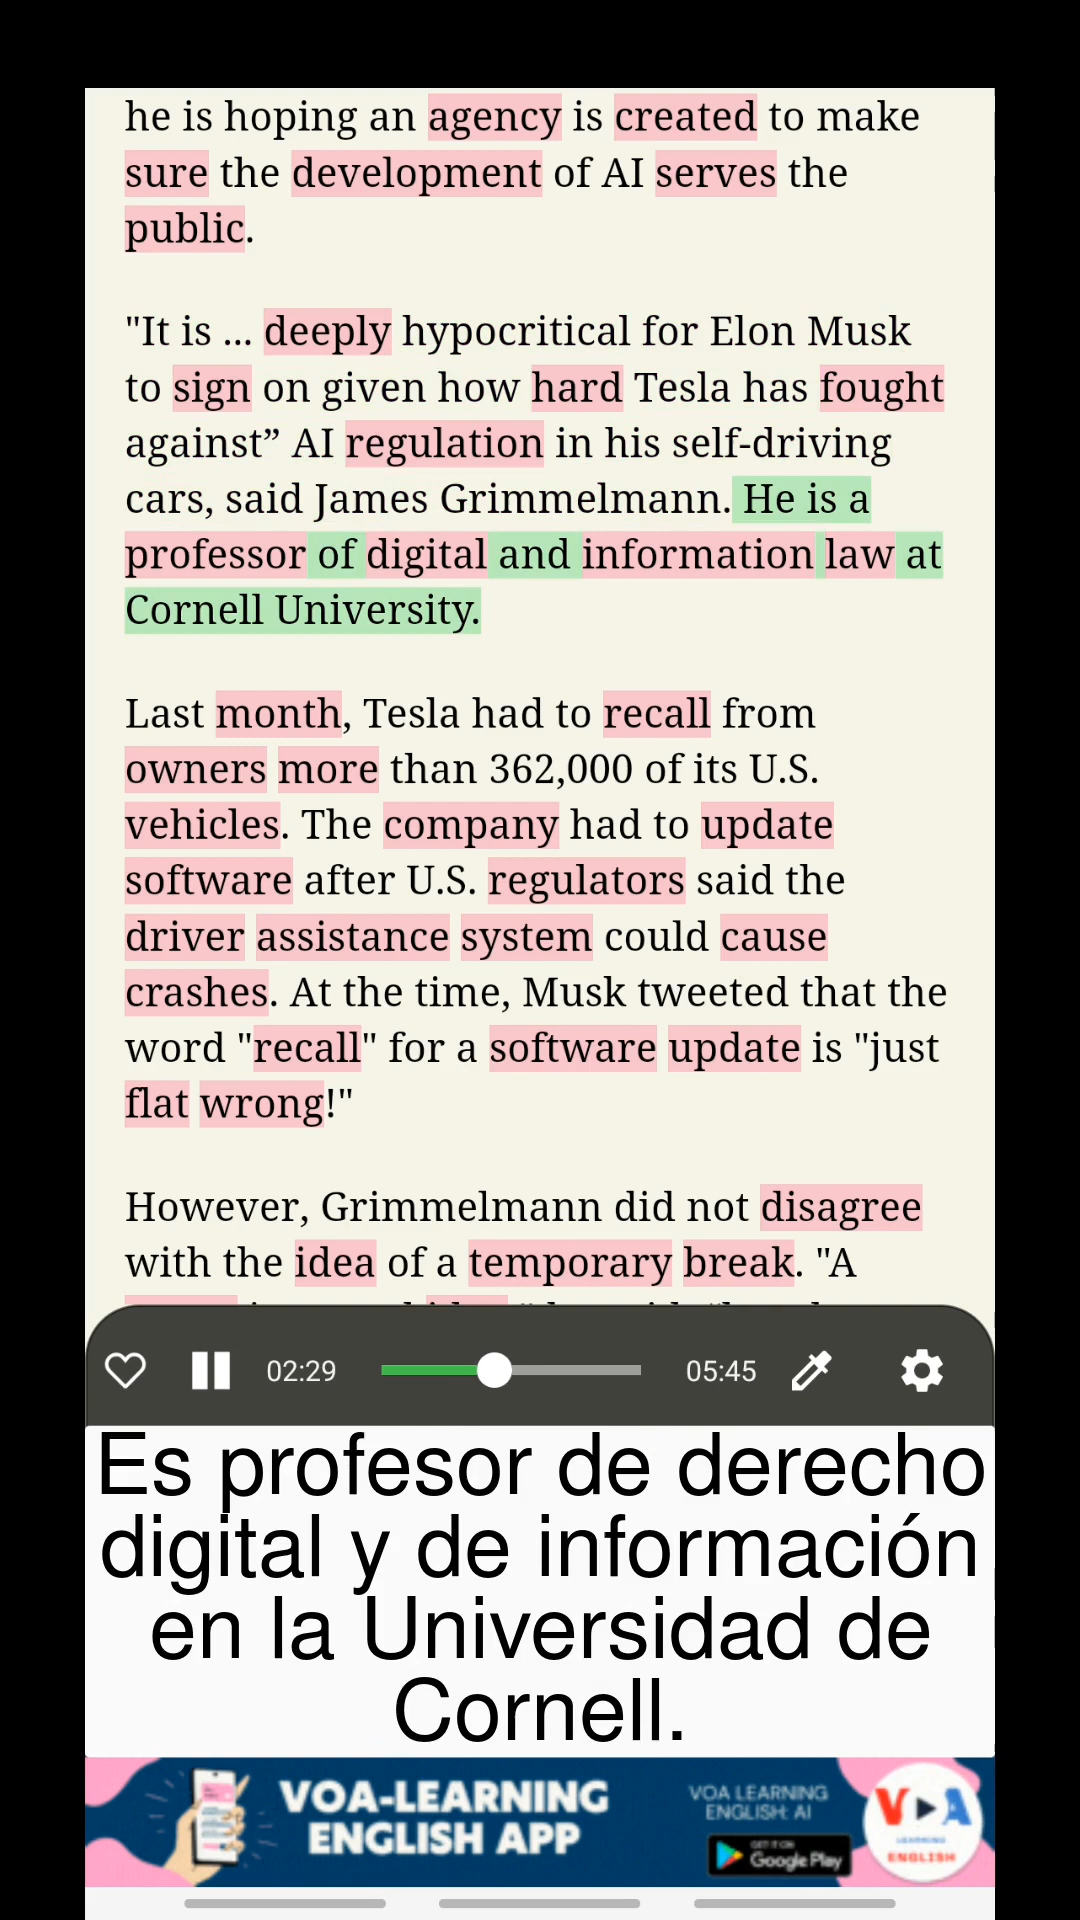 he is hoping an agency is created to make
sure the development of AI serves the
public.
"It is ... deeply hypocritical for Elon Musk
to sign on given how hard Tesla has fought
against” AI regulation in his self-driving
cars, said James Grimmelmann. He is a
professor of digital and information law at
Cornell University.
Last month, Tesla had to recall from
owners more than 362,000 of its U.S.
vehicles. The company had to update
software after U.S. regulators said the
driver assistance system could cause
crashes. At the time, Musk tweeted that the
word "recall" for a software update is "just
flat wrong!"
However, Grimmelmann did not disagree
with the idea of a temporary break. "A
02:29
05:45
Es profesor de derecho
digital y de información
en la Universidad de
Cornell.
VOA-LEARNING
ENGLISH APP
VOA LEARNING
ENGLISH: AI
GET IT ON
Google Play
VOA
LEARNING
ENGLISH